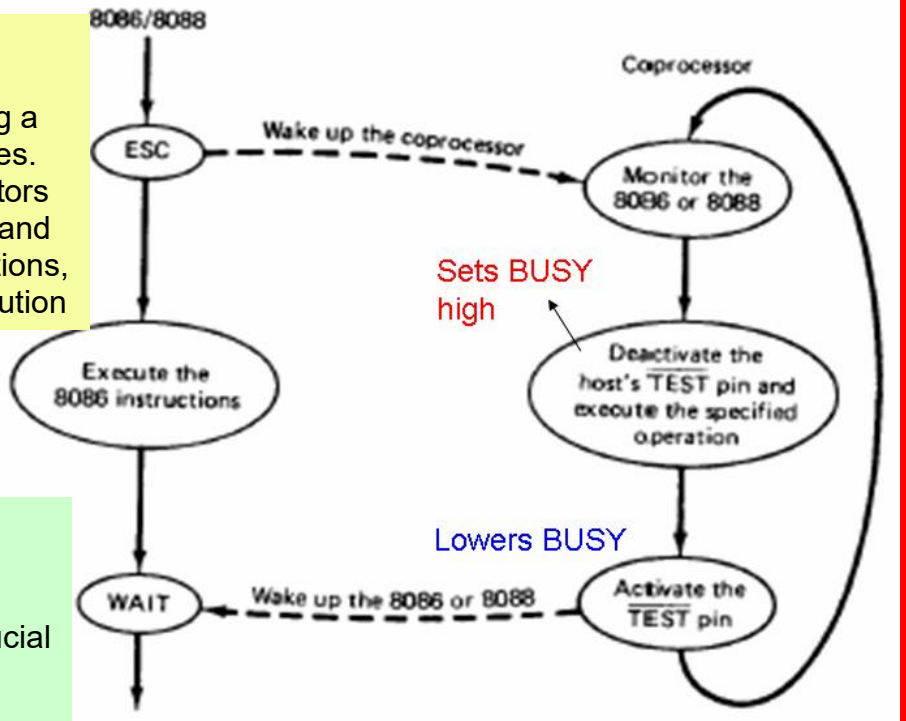 8086/8088
g a
es.
tors
and
tions,
ution
ESC
Wake up the coprocessor
Coprocessor
Monitor the
8086 or 8088
Sets BUSY
high
Execute the
8086 instructions
Deactivate the
host's TEST pin and
execute the specified
operation
Lowers BUSY
WAIT
Wake up the 8086 or 8088
Activate the
TEST pin
ucial